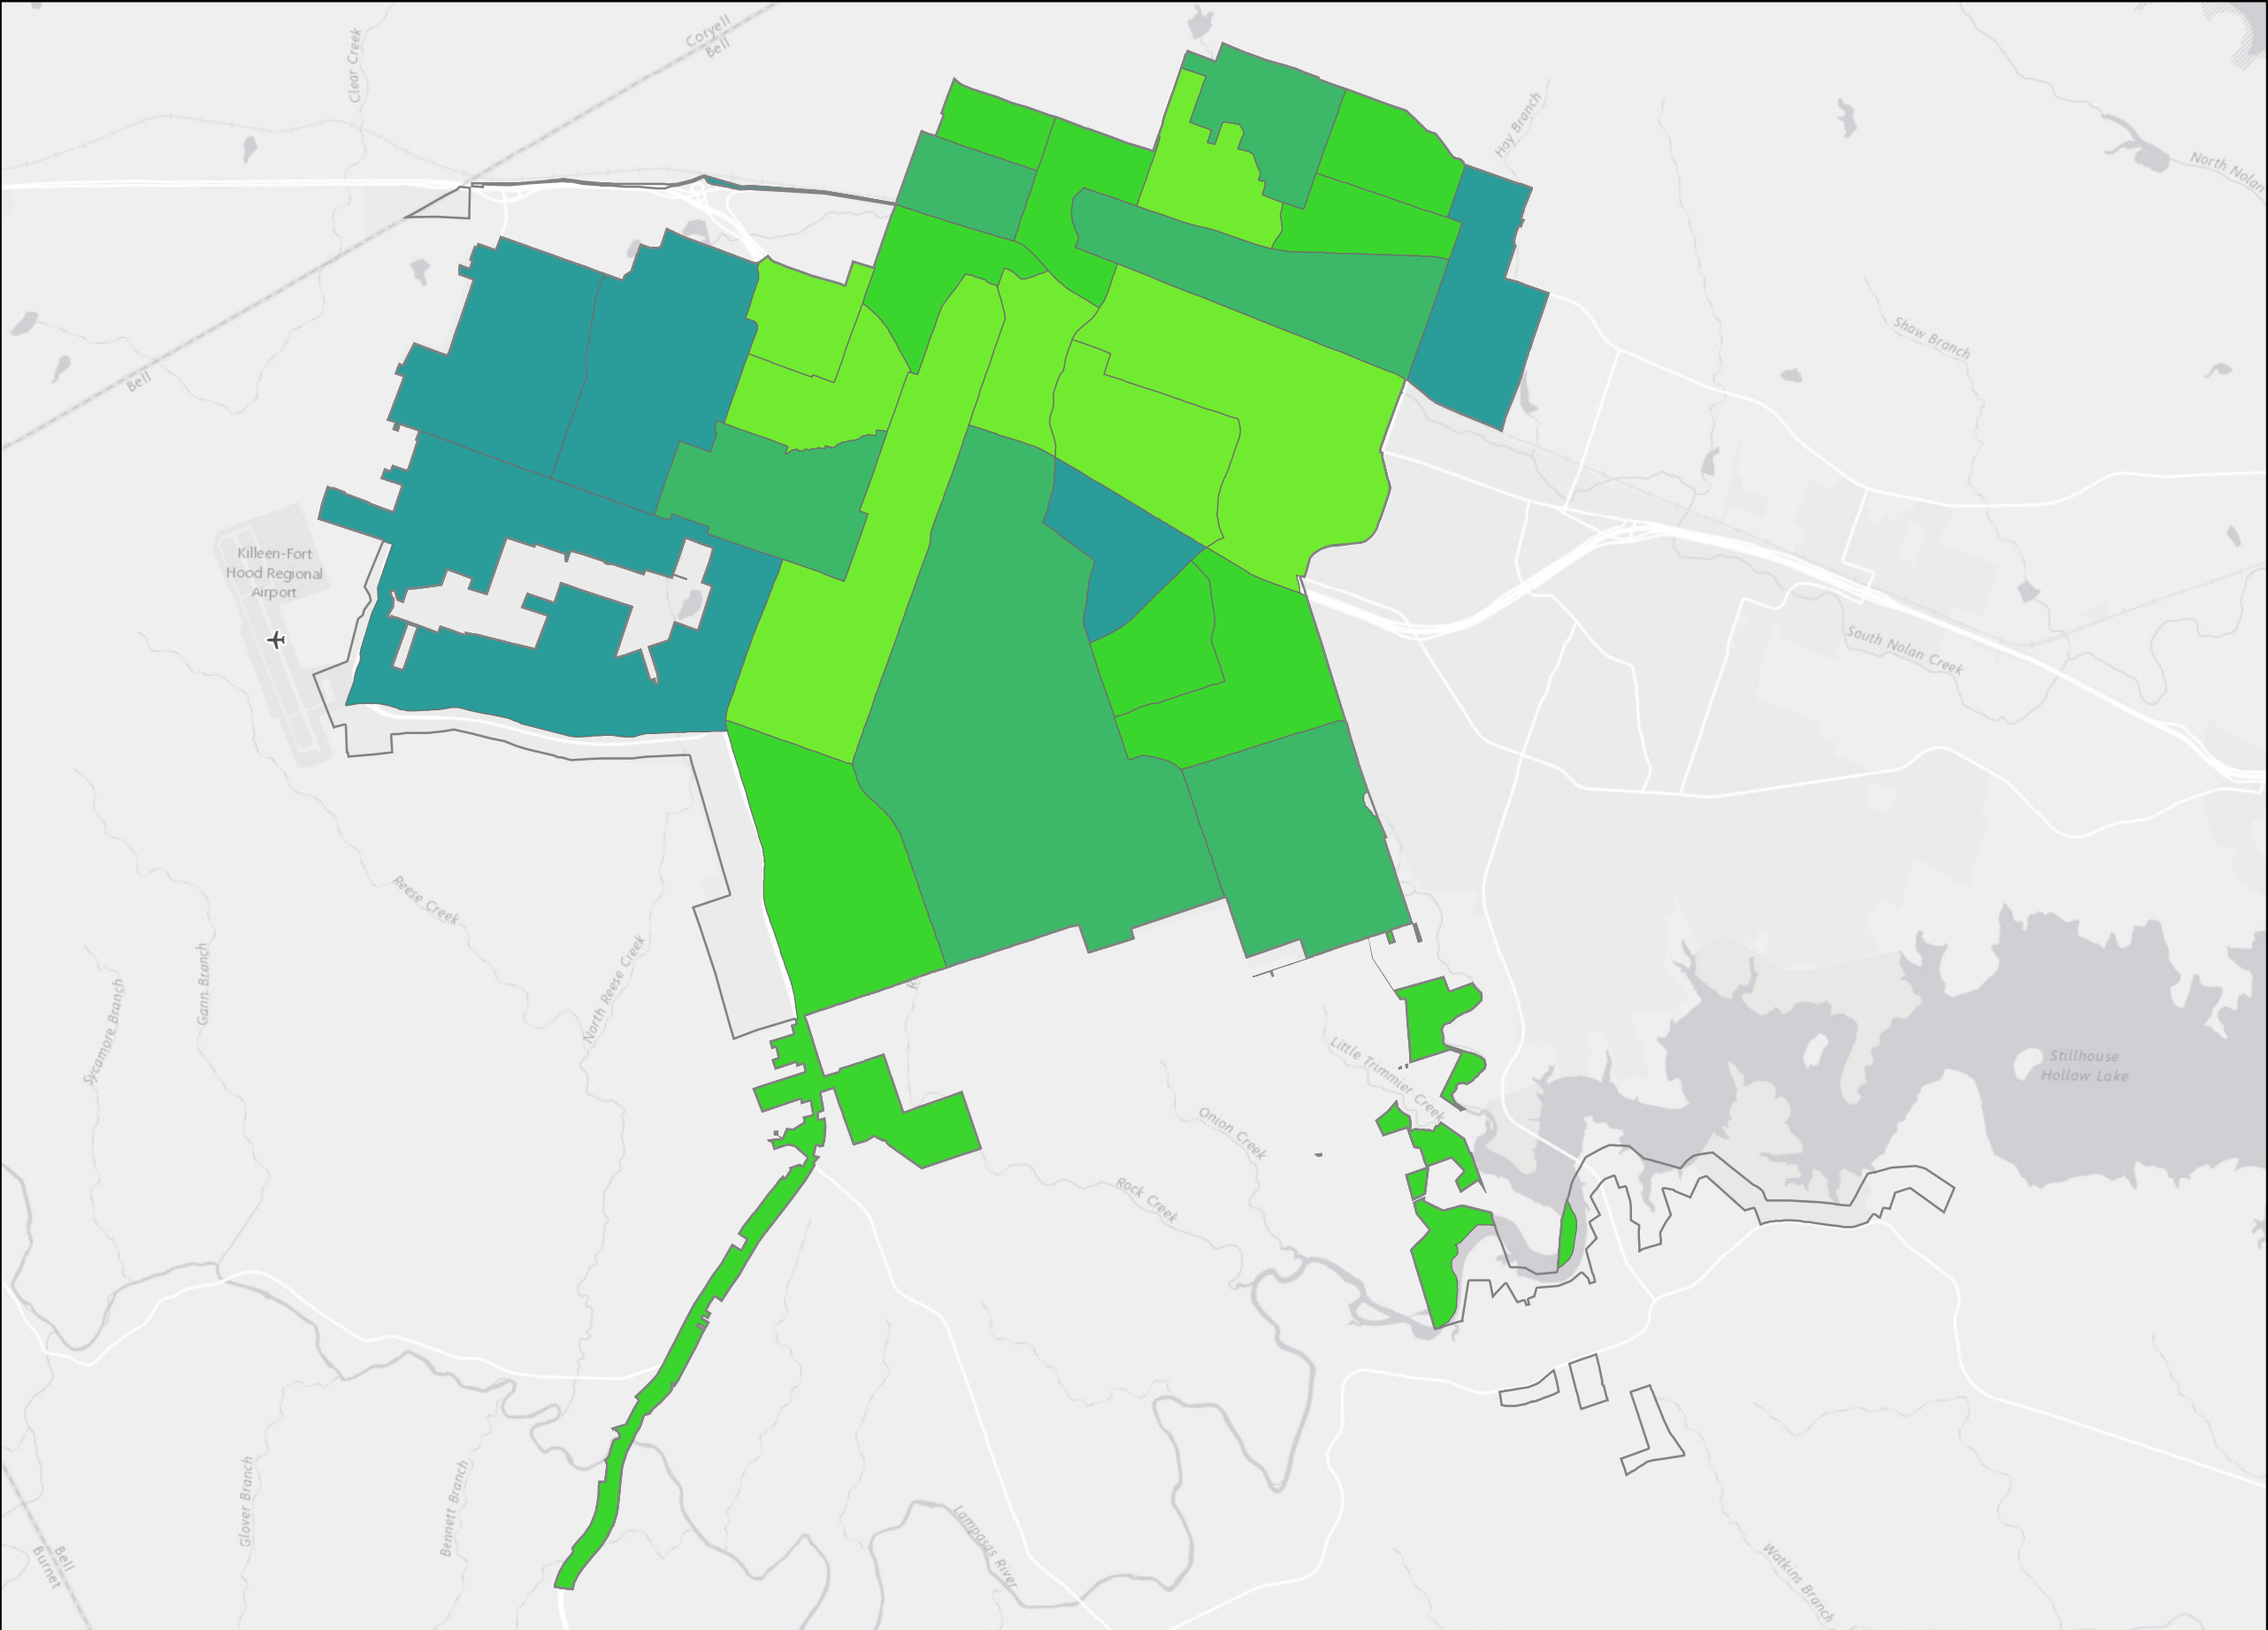 Coryell
Bell
Clear Creek
Hay Branch
North Nolan
Shaw Branch
Bell
Killeen-Fort
Hood Regional
Airport
South Nolan Creek
Reese Creek
North Reese Creek
Gann Branch
Sycamore Branch
Little Trimmier Creek
Stillhouse
Hollow Lake
Onion Creek
Rock Creek
Glover Branch
Bennett Branch
Lampasas River
Watkins Branch
Bell
Burnet